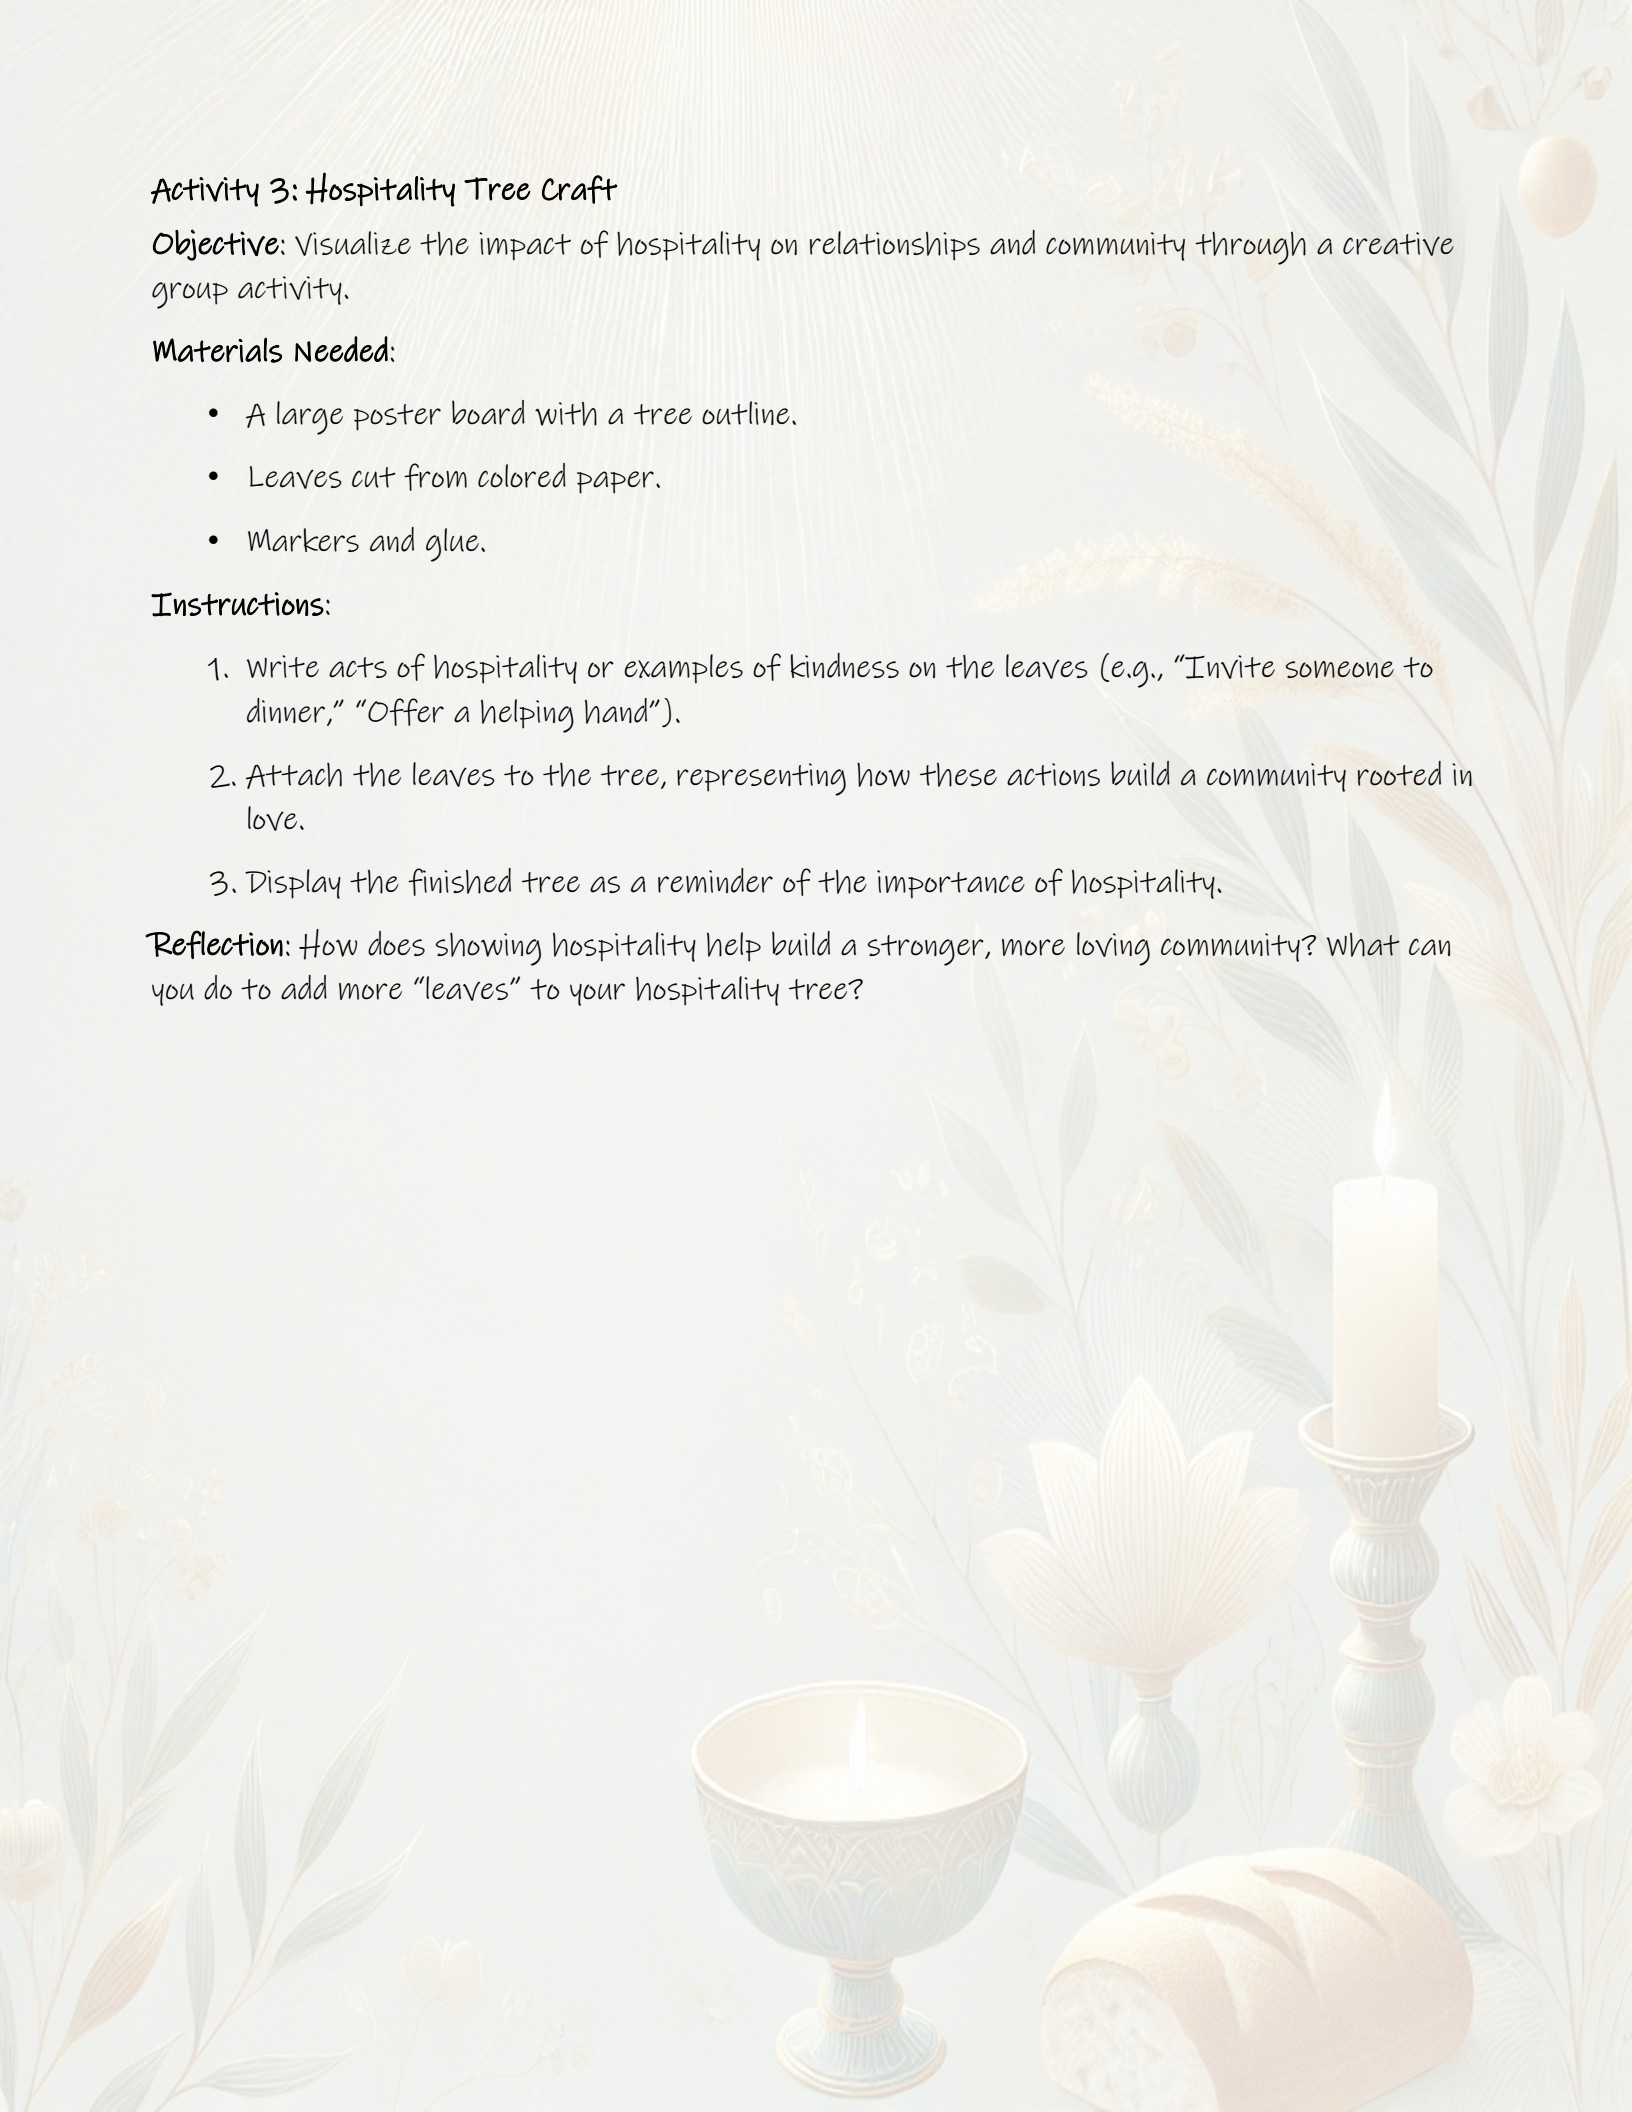 Activity 3: Hospitality Tree Craft
Objective: Visualize the impact of hospitality on relationships and community through a creative
group activity.
Materials Needed:
• A large poster board with a tree outline.
• Leaves cut from colored paper.
• Markers and glue.
Instructions:
1. Write acts of hospitality or examples of kindness on the leaves (e.g., “Invite someone to
dinner,” “Offer a helping hand”).
2. Attach the leaves to the tree, representing how these actions build a community rooted in
love.
3. Display the finished tree as a reminder of the importance of hospitality.
Reflection: How does showing hospitality help build a stronger, more loving community? What can
you do to add more “leaves” to your hospitality tree?